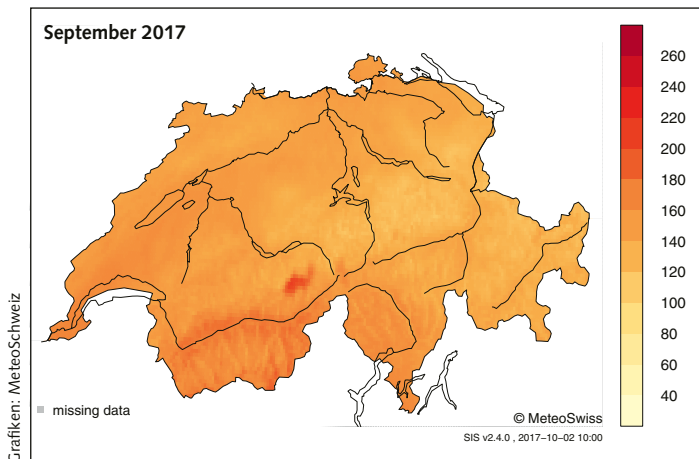 September 2017
260
240
220
200
180
160
140
120
100
80
60
40
Grafiken: MeteoSchweiz
missing data
© MeteoSwiss
SIS v2.4.0 , 2017−10−02 10:00